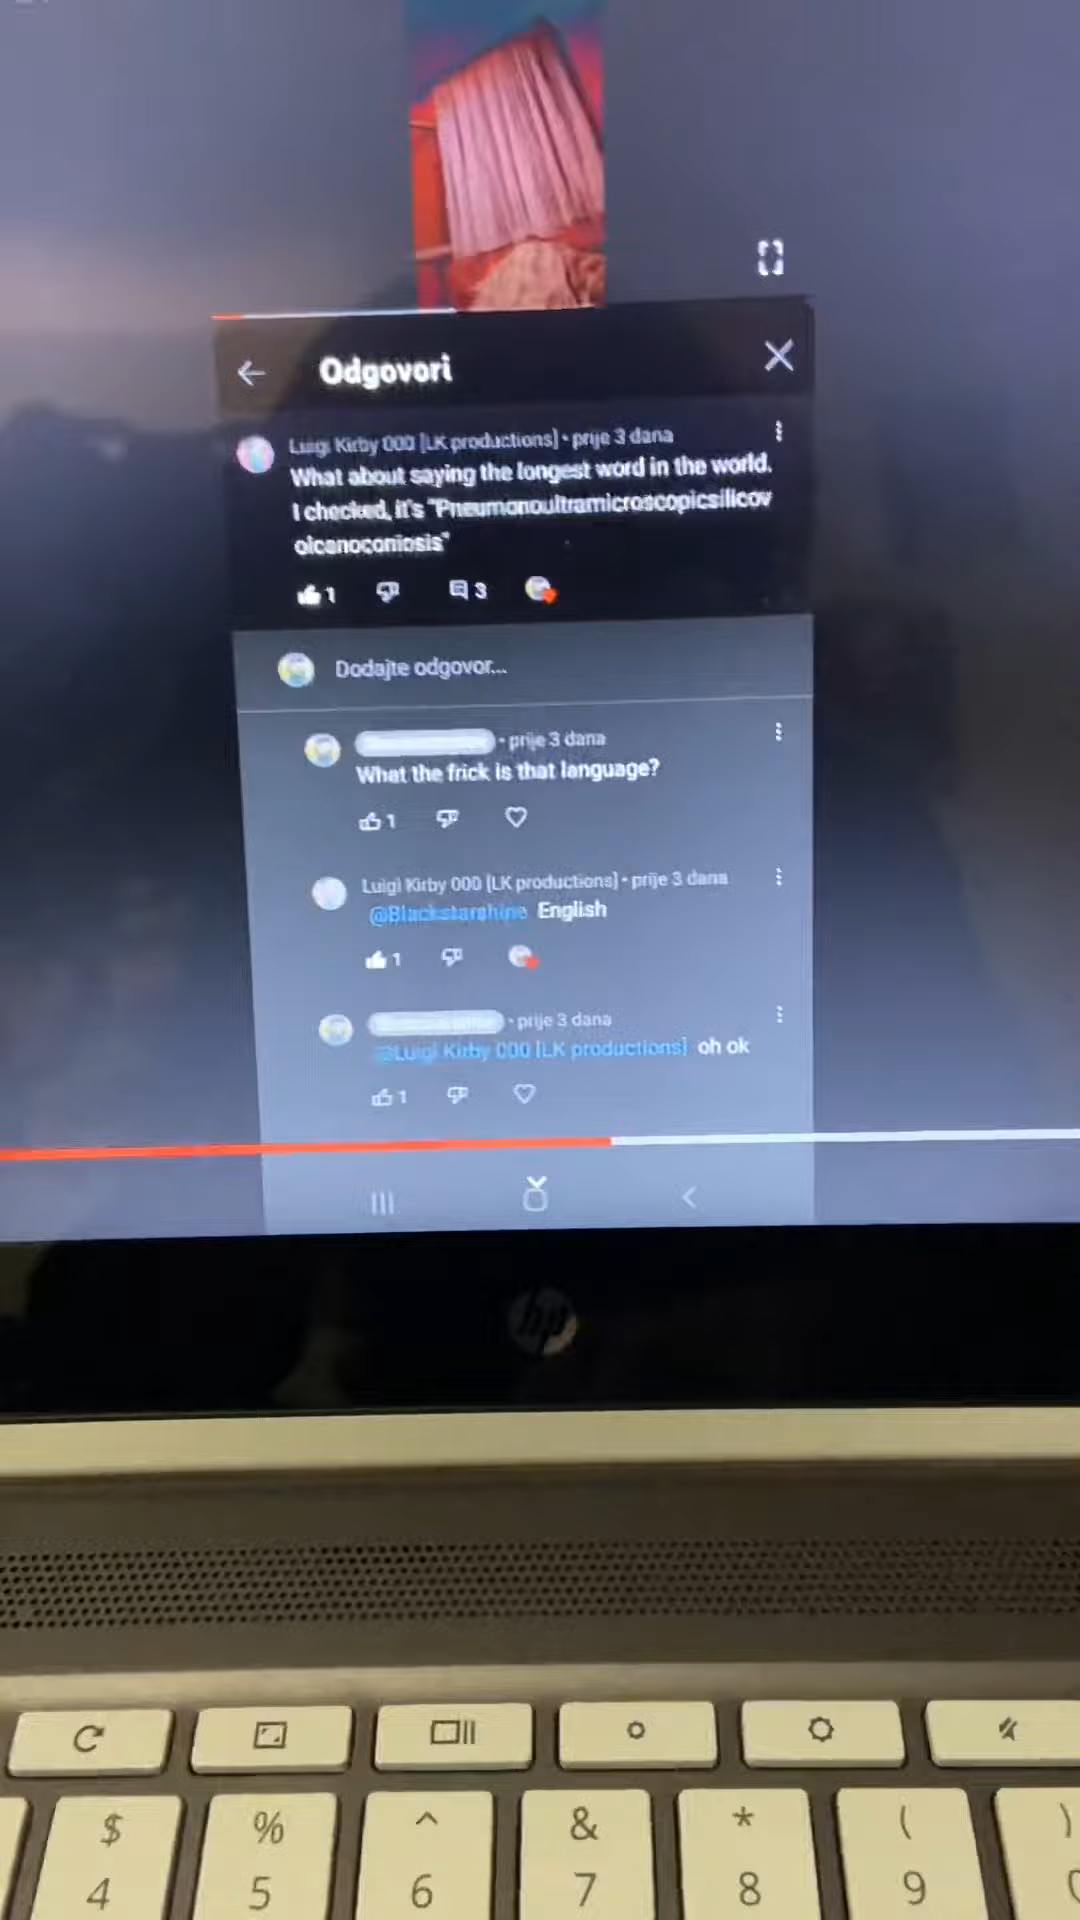 Odgovori
Luigi Kirby 000 [LK productions] • prije 3 dana
What about saying the longest word in the world.
I checked, it's "Pneumonoultramicroscopicsilicov
olcanoconiosis"
1
3
Dodajte odgovor...
• prije 3 dana
What the frick is that language?
1
Luigi Kirby 000 [LK productions] • prije 3 dana
@Blackstarshine English
1
• prije 3 dana
@Luigi Kirby 000 [LK productions] oh ok
1
hp
$ % ^ & * ( )
4 5 6 7 8 9